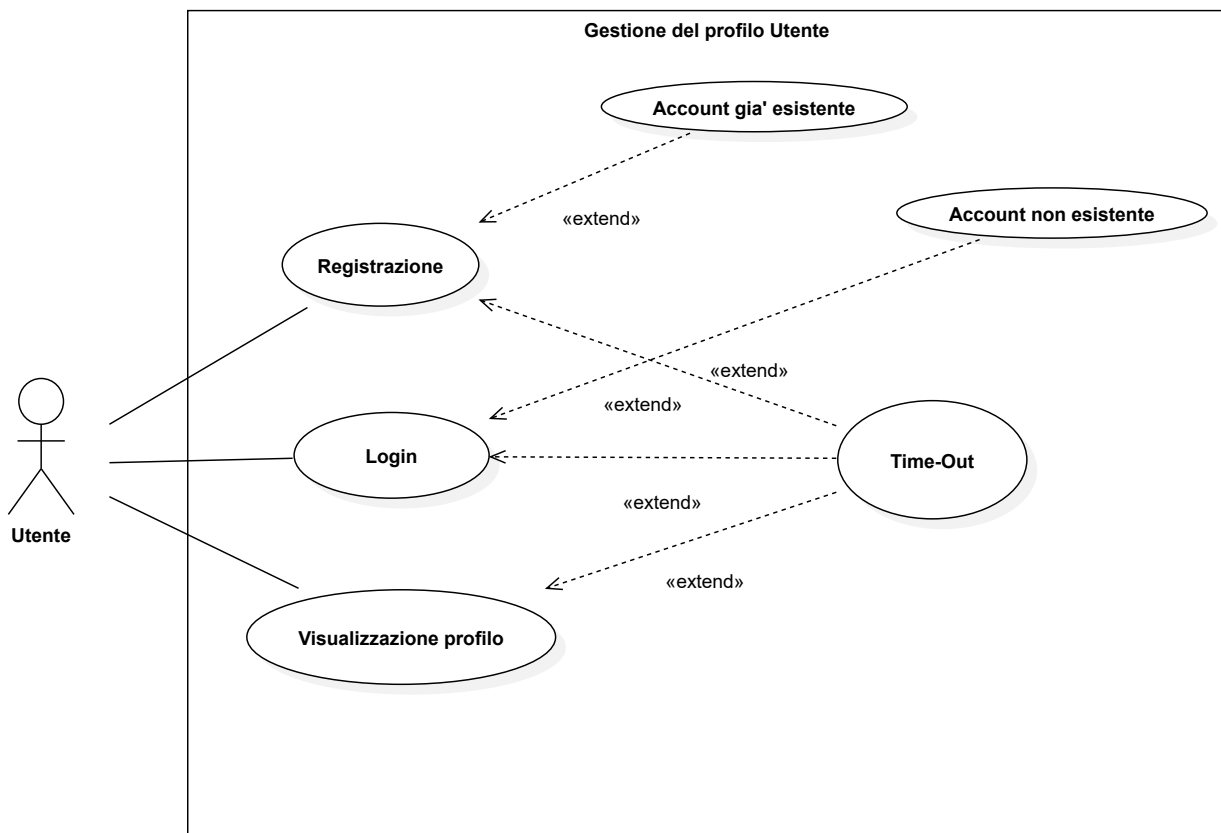 Gestione del profilo Utente
Account gia' esistente
«extend»
Account non esistente
Registrazione
«extend»
«extend»
Login
Time-Out
«extend»
Utente
«extend»
Visualizzazione profilo